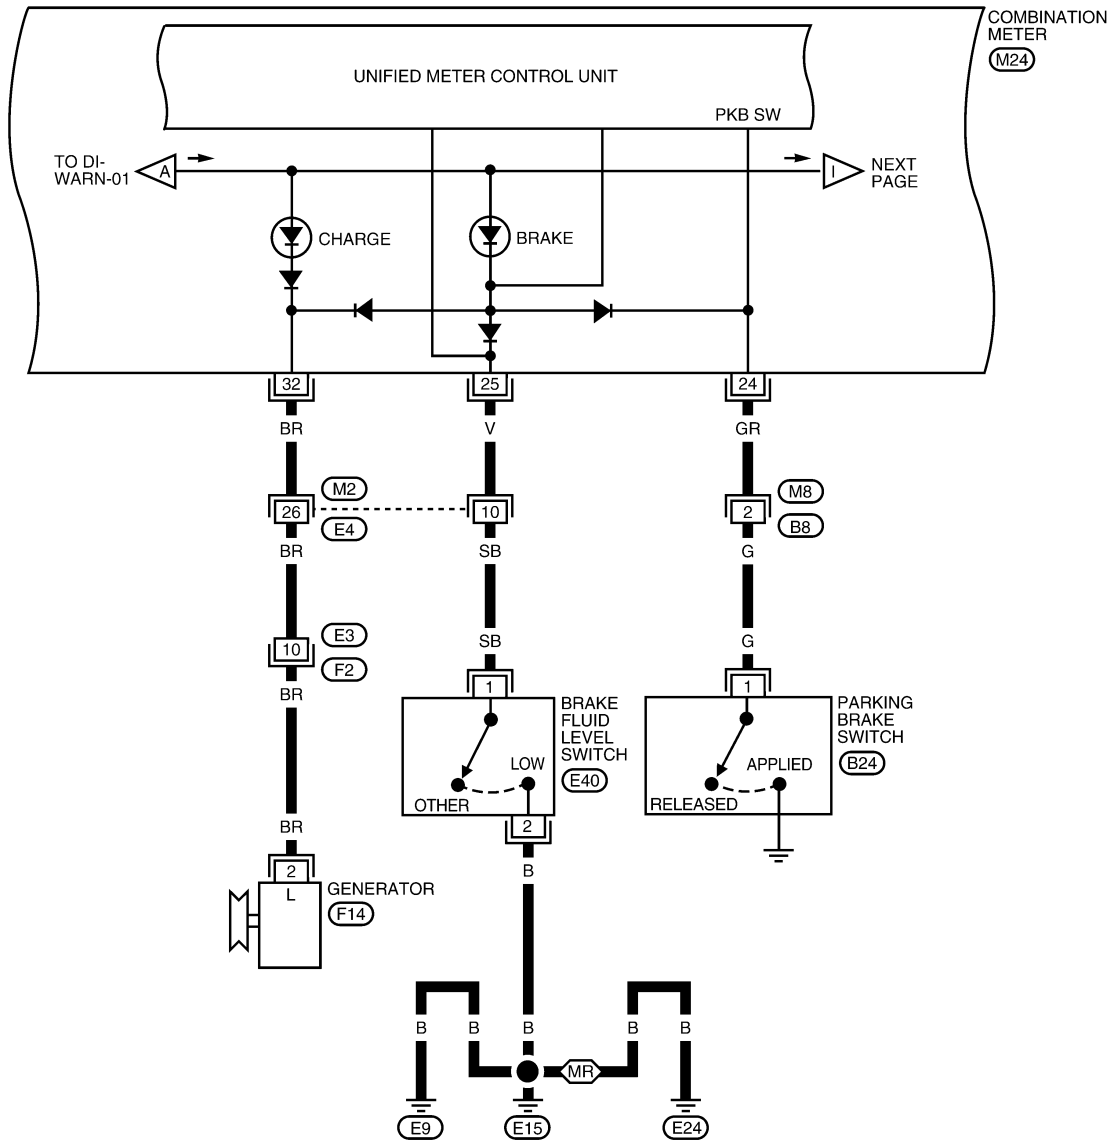 COMBINATION
METER
M24
UNIFIED METER CONTROL UNIT
PKB SW
TO DI-
WARN-01
A
I
NEXT
PAGE
CHARGE
BRAKE
32
25
24
BR
V
GR
M2
M8
26
10
2
E4
B8
BR
SB
G
E3
10
F2
SB
G
BR
1
1
BRAKE
FLUID
LEVEL
SWITCH
E40
PARKING
BRAKE
SWITCH
B24
LOW
OTHER
APPLIED
RELEASED
BR
2
2
B
L
GENERATOR
F14
B
B
B
B
B
MR
E9
E15
E24